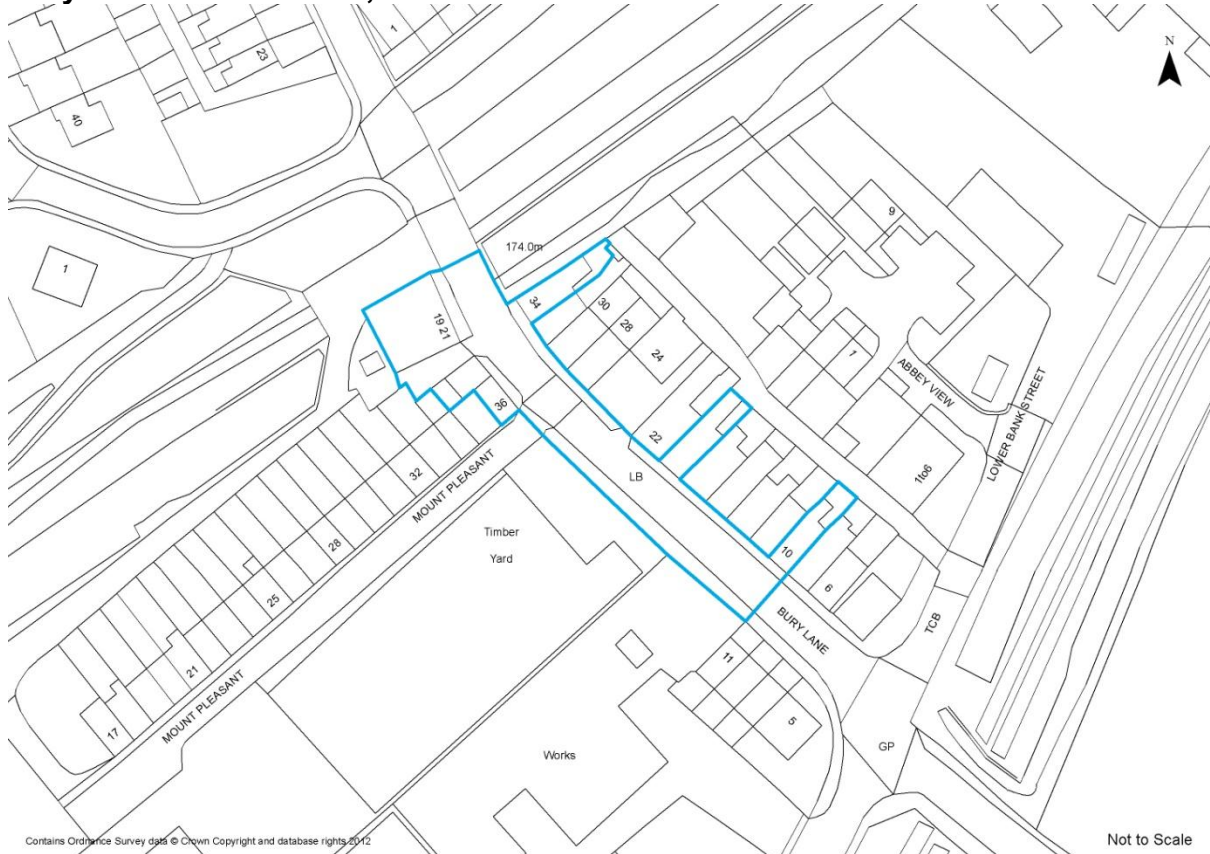 1
23
40
N
9
1
174.0m
34
30
28
24
19 21
1
ABBEY VIEW
LOWER BANK STREET
36
22
32
MOUNT PLEASANT
LB
1to6
Timber
Yard
28
10
25
6
BURY LANE
TCB
21
11
MOUNT PLEASANT
5
17
GP
Works
Contains Ordnance Survey data © Crown Copyright and database rights 2012
Not to Scale